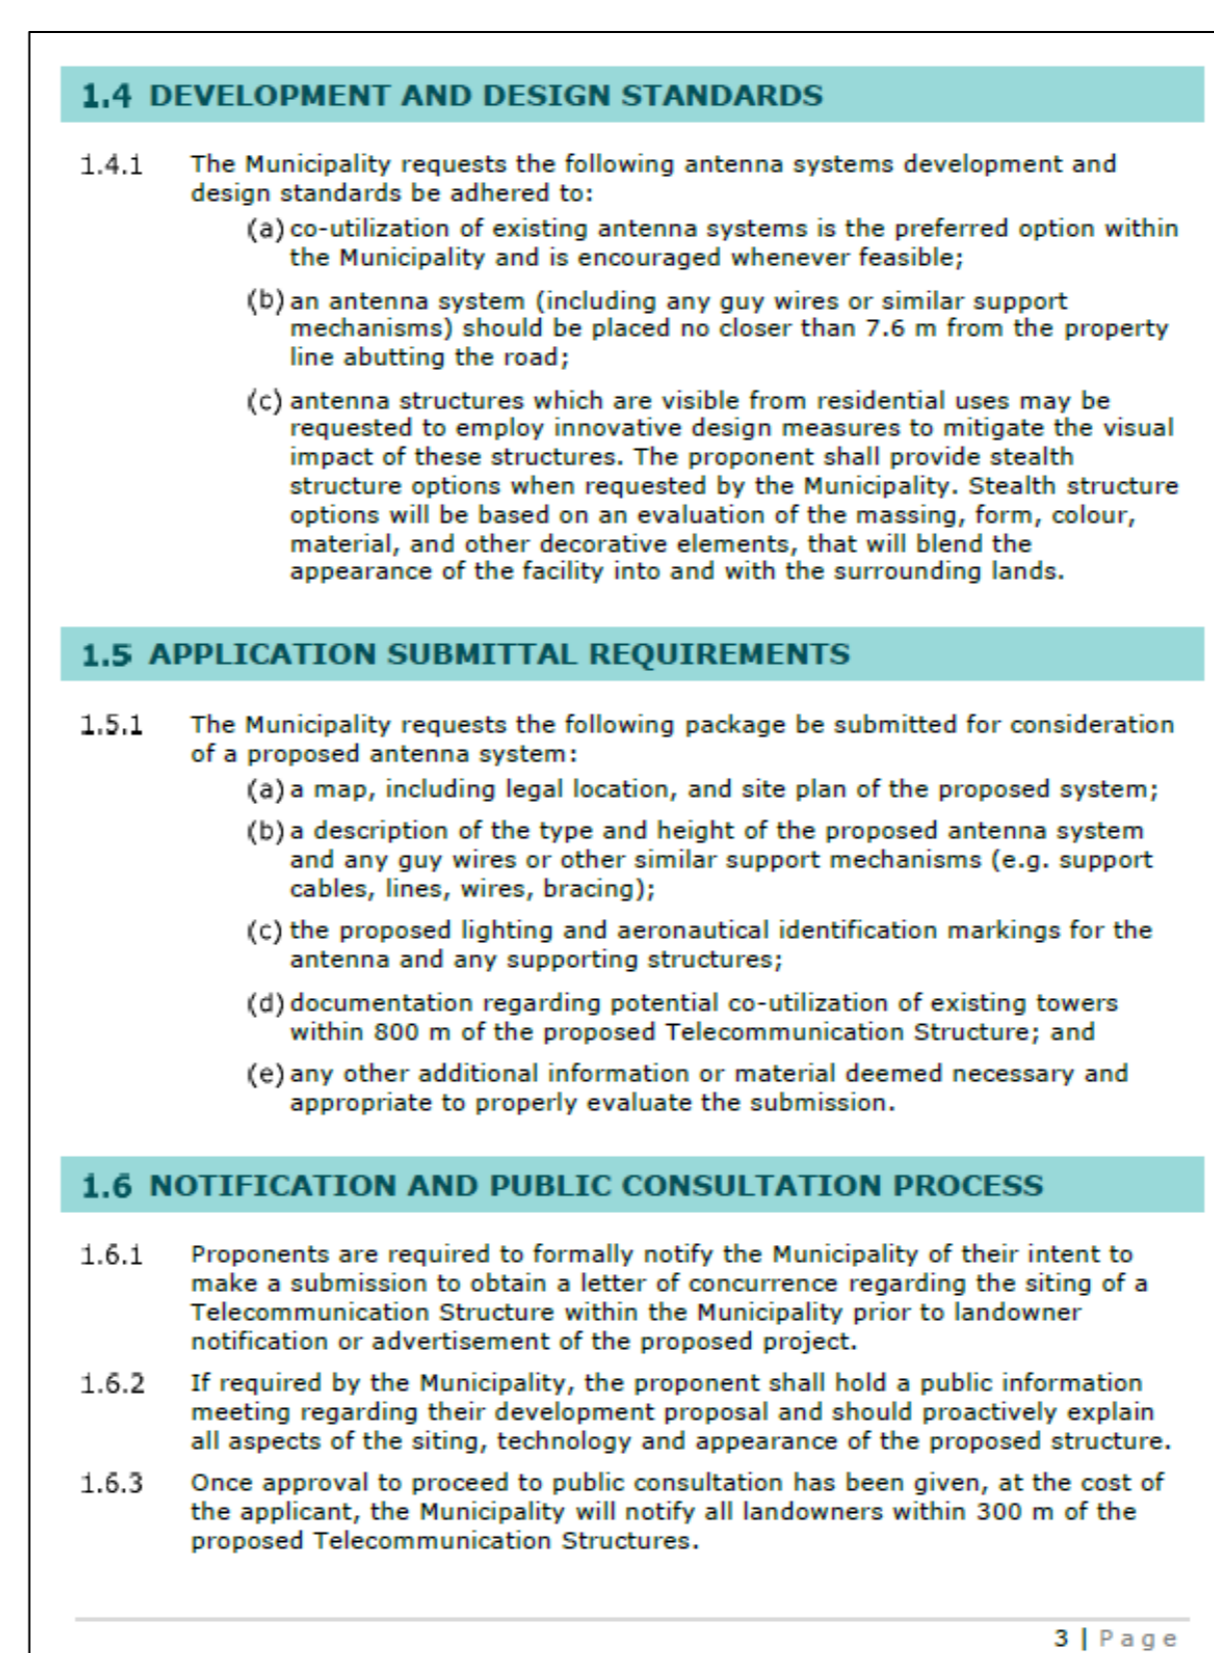 1.4 DEVELOPMENT AND DESIGN STANDARDS
1.4.1 The Municipality requests the following antenna systems development and
design standards be adhered to:
(a) co-utilization of existing antenna systems is the preferred option within
the Municipality and is encouraged whenever feasible;
(b) an antenna system (including any guy wires or similar support
mechanisms) should be placed no closer than 7.6 m from the property
line abutting the road;
(c) antenna structures which are visible from residential uses may be
requested to employ innovative design measures to mitigate the visual
impact of these structures. The proponent shall provide stealth
structure options when requested by the Municipality. Stealth structure
options will be based on an evaluation of the massing, form, colour,
material, and other decorative elements, that will blend the
appearance of the facility into and with the surrounding lands.
1.5 APPLICATION SUBMITTAL REQUIREMENTS
1.5.1 The Municipality requests the following package be submitted for consideration
of a proposed antenna system:
(a) a map, including legal location, and site plan of the proposed system;
(b) a description of the type and height of the proposed antenna system
and any guy wires or other similar support mechanisms (e.g. support
cables, lines, wires, bracing);
(c) the proposed lighting and aeronautical identification markings for the
antenna and any supporting structures;
(d) documentation regarding potential co-utilization of existing towers
within 800 m of the proposed Telecommunication Structure; and
(e) any other additional information or material deemed necessary and
appropriate to properly evaluate the submission.
1.6 NOTIFICATION AND PUBLIC CONSULTATION PROCESS
1.6.1 Proponents are required to formally notify the Municipality of their intent to
make a submission to obtain a letter of concurrence regarding the siting of a
Telecommunication Structure within the Municipality prior to landowner
notification or advertisement of the proposed project.
1.6.2 If required by the Municipality, the proponent shall hold a public information
meeting regarding their development proposal and should proactively explain
all aspects of the siting, technology and appearance of the proposed structure.
1.6.3 Once approval to proceed to public consultation has been given, at the cost of
the applicant, the Municipality will notify all landowners within 300 m of the
proposed Telecommunication Structures.
3 | Page